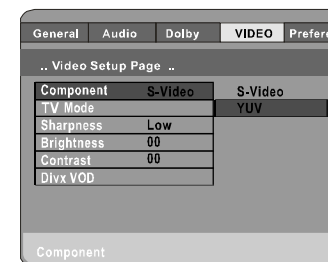 General Audio Dolby VIDEO Prefere
.. Video Setup Page ..
Component S-Video S-Video
TV Mode YUV
Sharpness Low
Brightness 00
Contrast 00
Divx VOD
Component